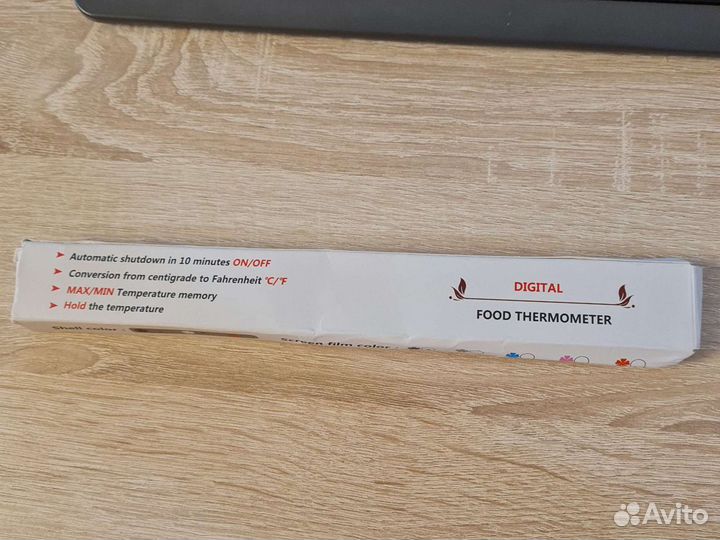 Automatic shutdown in 10 minutes ON/OFF
Conversion from centigrade to Fahrenheit °C/°F
MAX/MIN Temperature memory
Hold the temperature
DIGITAL
FOOD THERMOMETER
Shell color
Screen film color
Avito